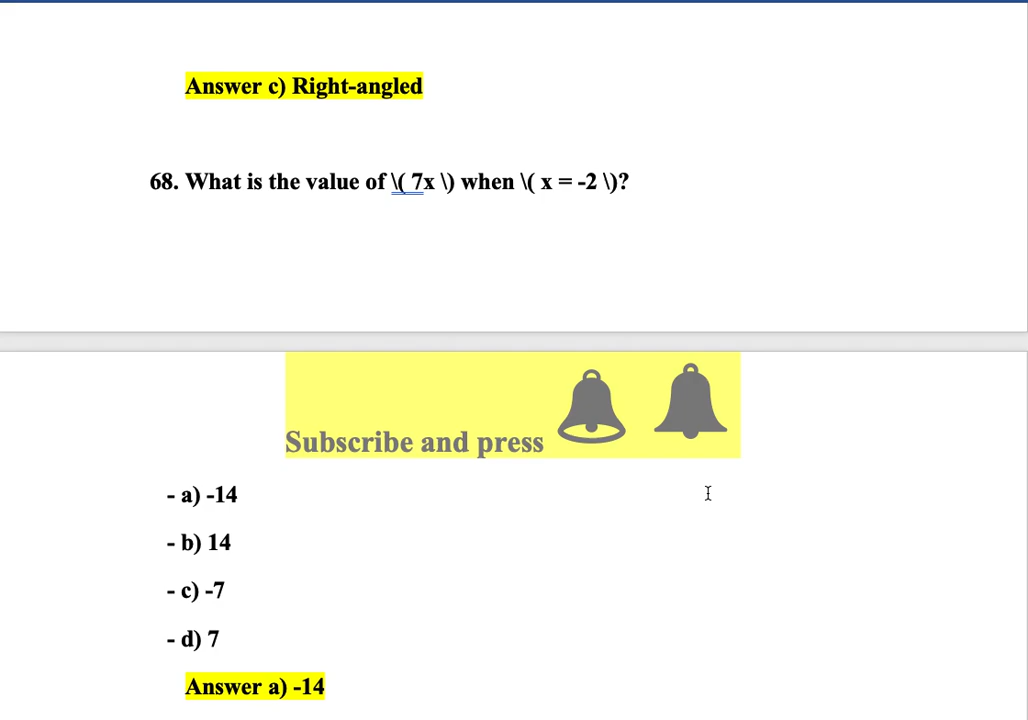 Answer c) Right-angled
68. What is the value of \( 7x \) when \( x = -2 \)?
Subscribe and press
- a) -14
- b) 14
- c) -7
- d) 7
Answer a) -14